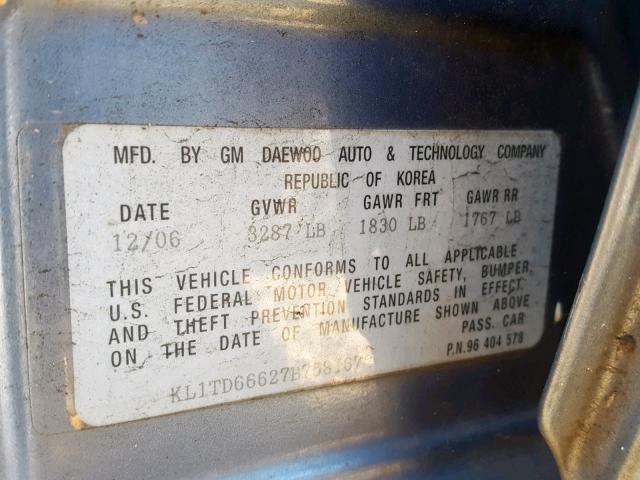 MFD. BY GM DAEWOO AUTO & TECHNOLOGY COMPANY
REPUBLIC OF KOREA
DATE GVWR GAWR FRT GAWR RR
12/06 3287 LB 1830 LB 1767 LB
THIS VEHICLE CONFORMS TO ALL APPLICABLE
U.S. FEDERAL MOTOR VEHICLE SAFETY, BUMPER,
AND THEFT PREVENTION STANDARDS IN EFFECT
ON THE DATE OF MANUFACTURE SHOWN ABOVE
PASS. CAR
P.N.96 404 578